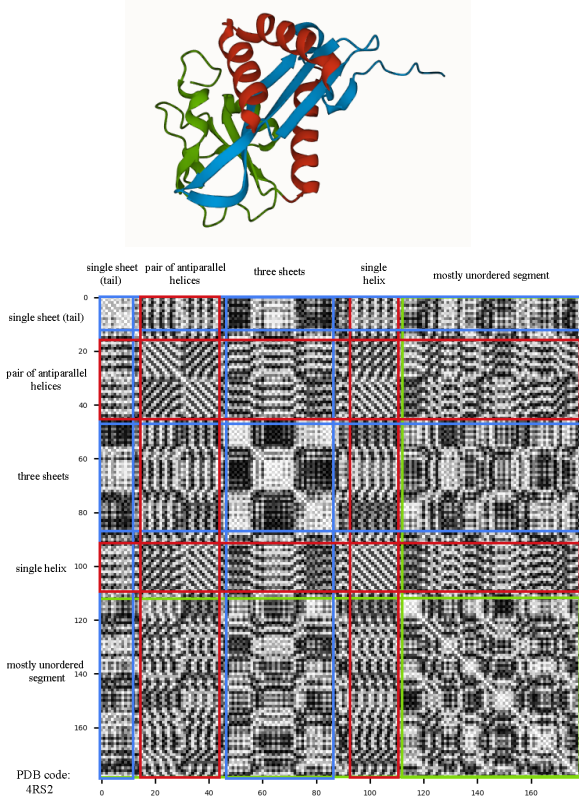 single sheet pair of antiparallel three sheets single mostly unordered segment
(tail) helices helix
0
single sheet (tail)
20
pair of antiparallel
helices
40
60
three sheets
80
single helix
100
120
mostly unordered
segment
140
160
PDB code:
4RS2
0 20 40 60 80 100 120 140 160